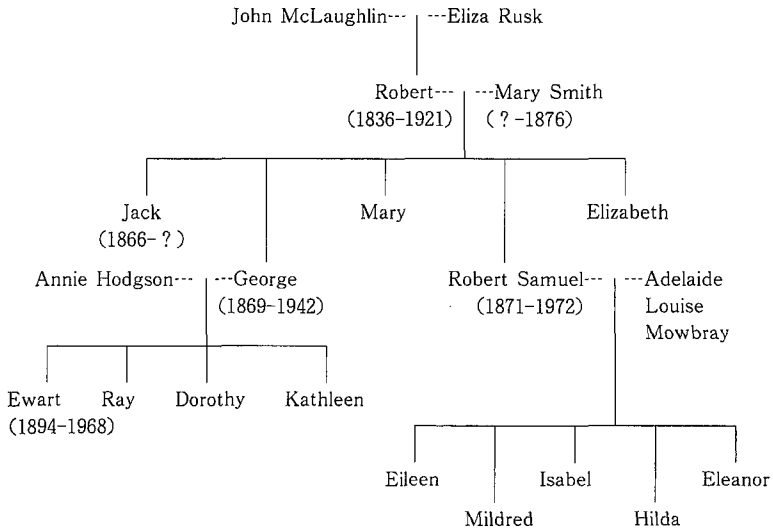 John McLaughlin--- ---Eliza Rusk
Robert--- ---Mary Smith
(1836-1921) (?-1876)
Jack Mary Elizabeth
(1866-?)
Annie Hodgson--- ---George Robert Samuel--- ---Adelaide
(1869-1942) (1871-1972) Louise
Mowbray
Ewart Ray Dorothy Kathleen
(1894-1968)
Eileen Isabel Eleanor
Mildred Hilda